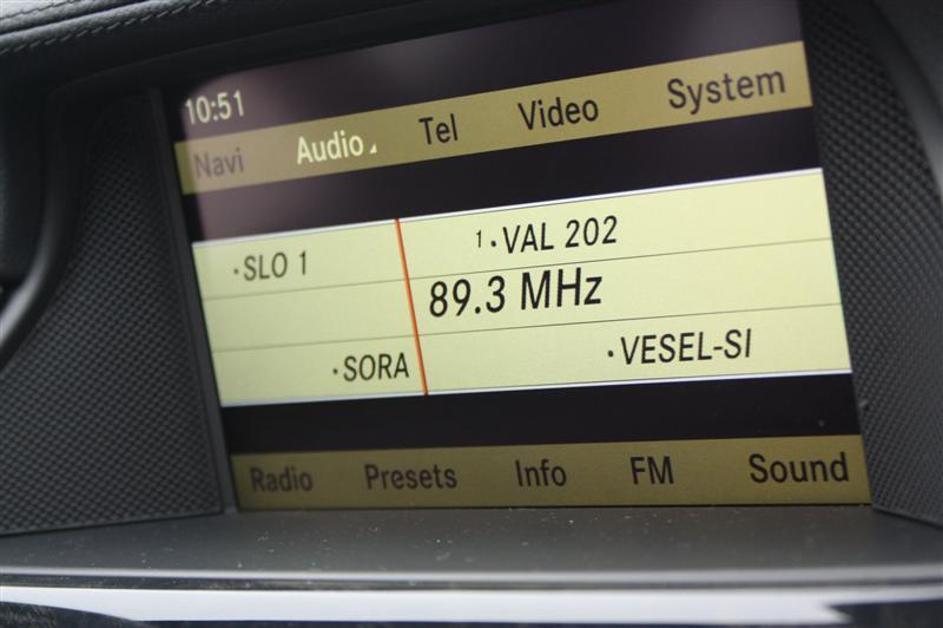 10:51
Navi Audio Tel Video System
·SLO 1 1·VAL 202
89.3 MHz
·SORA ·VESEL-SI
Radio Presets Info FM Sound